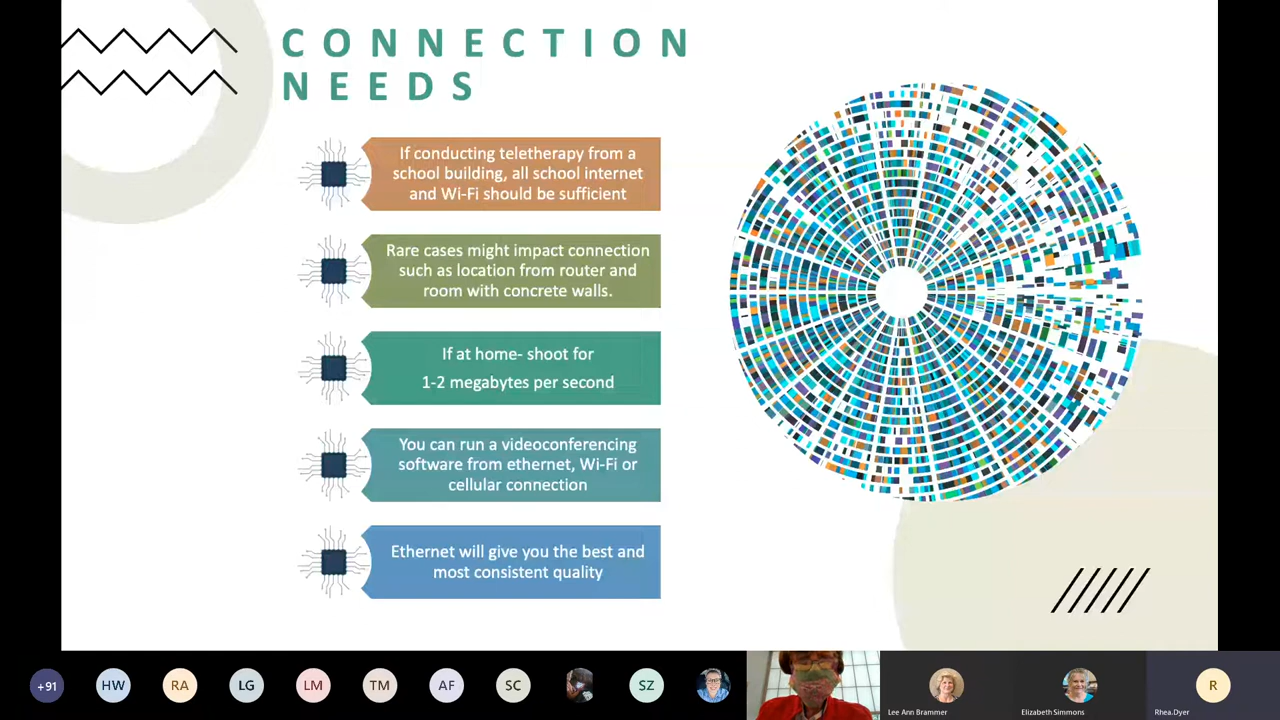 CONNECTION
NEEDS
If conducting teletherapy from a
school building, all school internet
and Wi-Fi should be sufficient
Rare cases might impact connection
such as location from router and
room with concrete walls.
If at home- shoot for
1-2 megabytes per second
You can run a videoconferencing
software from ethernet, Wi-Fi or
cellular connection
Ethernet will give you the best and
most consistent quality
+91
HW
RA
LG
LM
TM
AF
SC
SZ
R
Lee Ann Brammer
Elizabeth Simmons
Rhea.Dyer